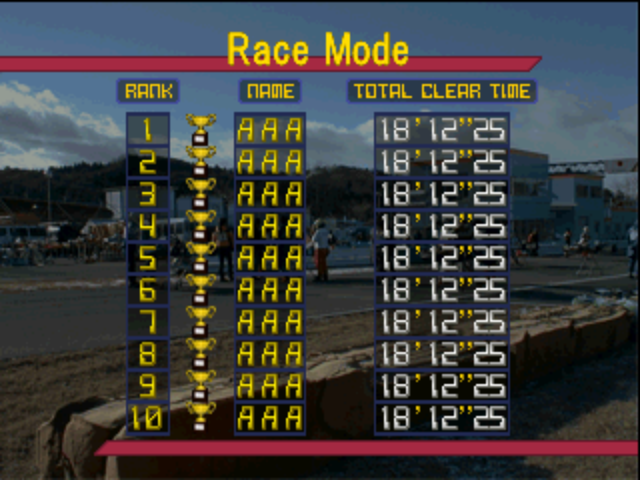 Race Mode
RANK NAME TOTAL CLEAR TIME
1 AAA 18'12"25
2 AAA 18'12"25
3 AAA 18'12"25
4 AAA 18'12"25
5 AAA 18'12"25
6 AAA 18'12"25
7 AAA 18'12"25
8 AAA 18'12"25
9 AAA 18'12"25
10 AAA 18'12"25